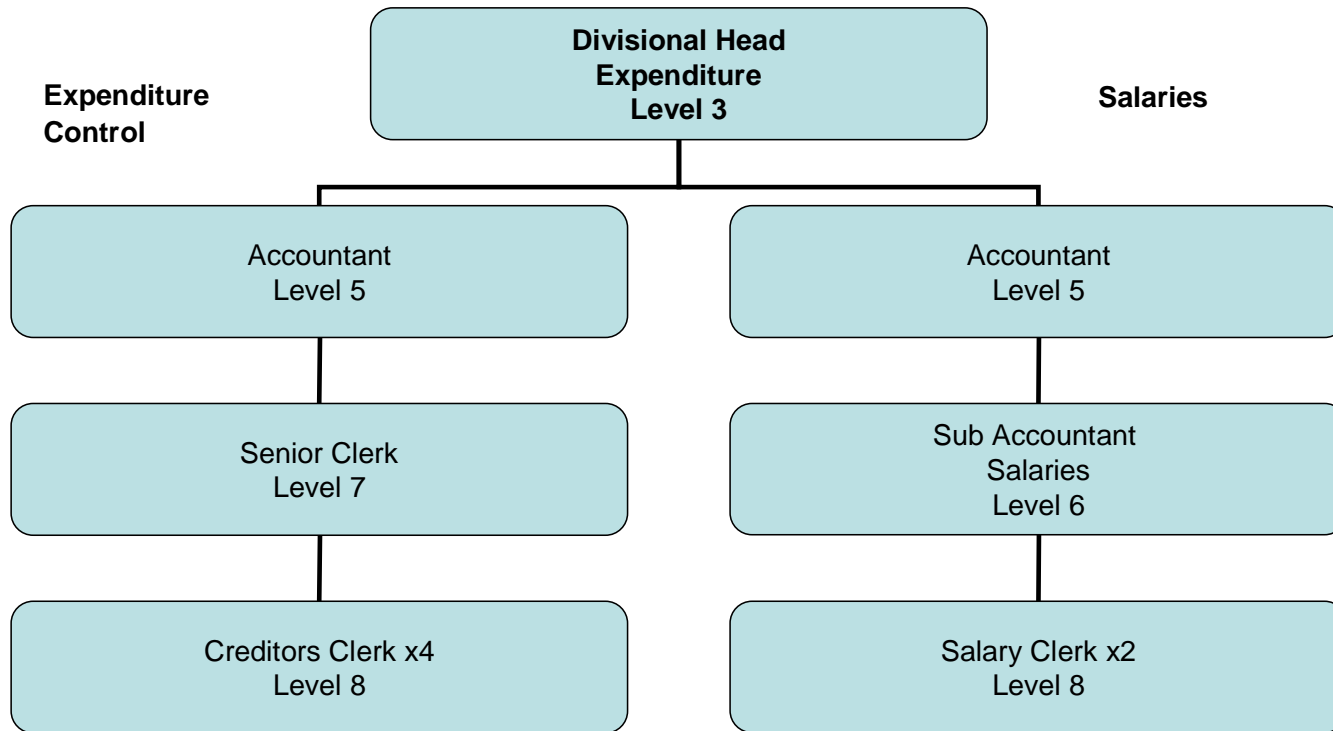 Divisional Head
Expenditure
Level 3
Expenditure
Control
Salaries
Accountant
Level 5
Accountant
Level 5
Senior Clerk
Level 7
Sub Accountant
Salaries
Level 6
Creditors Clerk x4
Level 8
Salary Clerk x2
Level 8